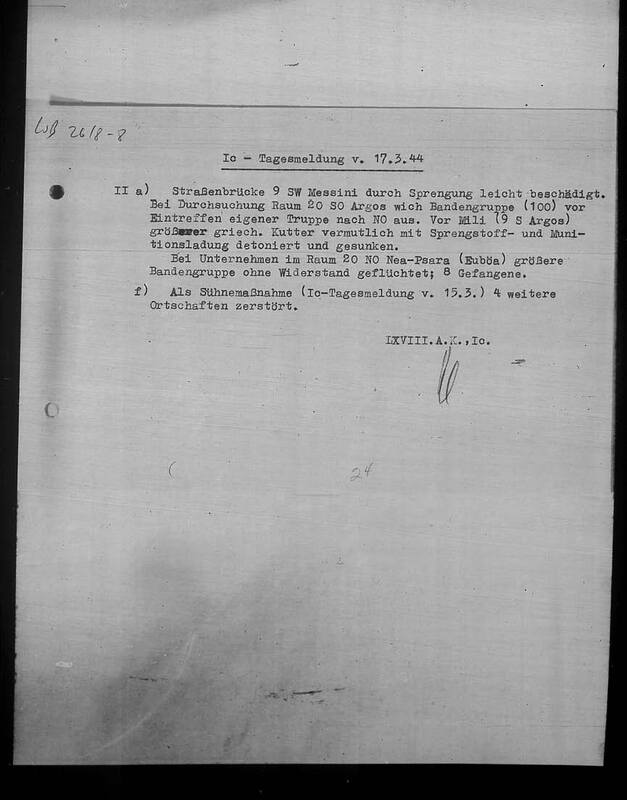 WB 2618-8
Ic - Tagesmeldung v. 17.3.44
II a) Straßenbrücke 9 SW Messini durch Sprengung leicht beschädigt.
Bei Durchsuchung Raum 20 SO Argos wich Bandengruppe (100) vor
Eintreffen eigener Truppe nach NO aus. Vor Mili (9 S Argos)
größerer griech. Kutter vermutlich mit Sprengstoff- und Muni-
tionsladung detoniert und gesunken.
Bei Unternehmen im Raum 20 NO Nea-Psara (Euböa) größere
Bandengruppe ohne Widerstand geflüchtet; 8 Gefangene.
f) Als Sühnemaßnahme (Ic-Tagesmeldung v. 15.3.) 4 weitere
Ortschaften zerstört.
LXVIII.A.K.,Ic.
24